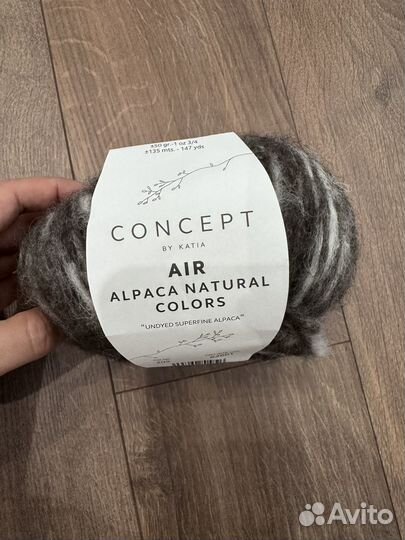 ±50 gr.-1 oz 3/4
±135 mts. - 147 yds
CONCEPT
BY KATIA
AIR
ALPACA NATURAL
COLORS
"UNDYED SUPERFINE ALPACA"
Avito